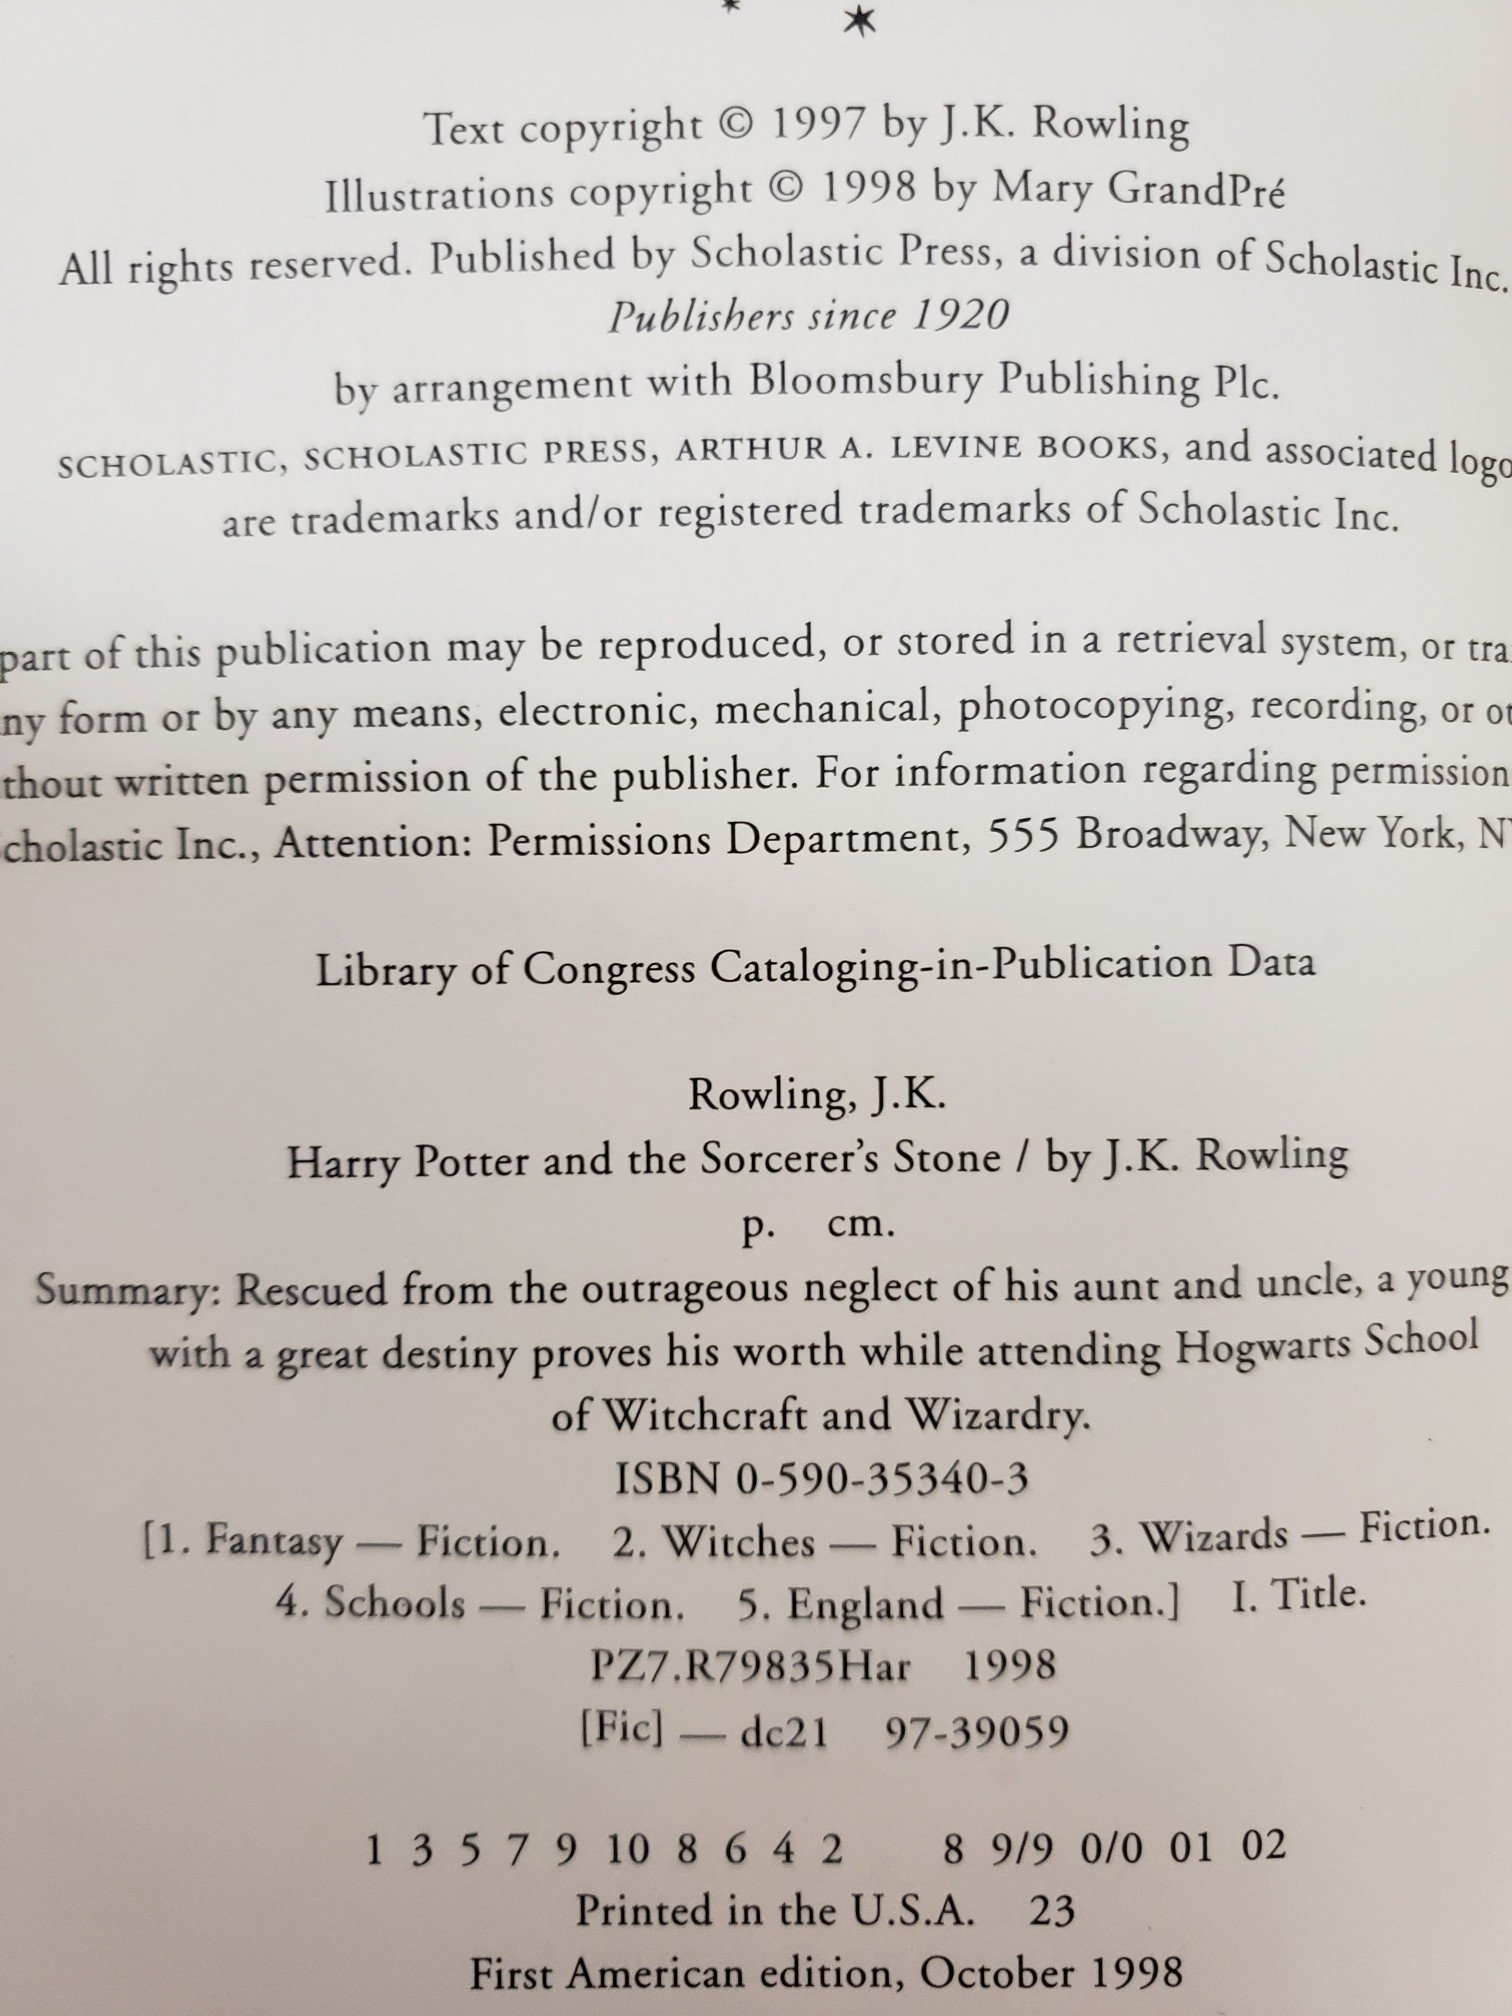 Text copyright © 1997 by J.K. Rowling
Illustrations copyright © 1998 by Mary GrandPré
All rights reserved. Published by Scholastic Press, a division of Scholastic Inc.
Publishers since 1920
by arrangement with Bloomsbury Publishing Plc.
SCHOLASTIC, SCHOLASTIC PRESS, ARTHUR A. LEVINE BOOKS, and associated logo
are trademarks and/or registered trademarks of Scholastic Inc.
part of this publication may be reproduced, or stored in a retrieval system, or tra
ny form or by any means, electronic, mechanical, photocopying, recording, or ot
thout written permission of the publisher. For information regarding permission
cholastic Inc., Attention: Permissions Department, 555 Broadway, New York, NY
Library of Congress Cataloging-in-Publication Data
Rowling, J.K.
Harry Potter and the Sorcerer's Stone / by J.K. Rowling
p. cm.
Summary: Rescued from the outrageous neglect of his aunt and uncle, a young
with a great destiny proves his worth while attending Hogwarts School
of Witchcraft and Wizardry.
ISBN 0-590-35340-3
[1. Fantasy — Fiction. 2. Witches — Fiction. 3. Wizards — Fiction.
4. Schools — Fiction. 5. England — Fiction.] I. Title.
PZ7.R79835Har 1998
[Fic] — dc21 97-39059
1 3 5 7 9 10 8 6 4 2 8 9/9 0/0 01 02
Printed in the U.S.A. 23
First American edition, October 1998